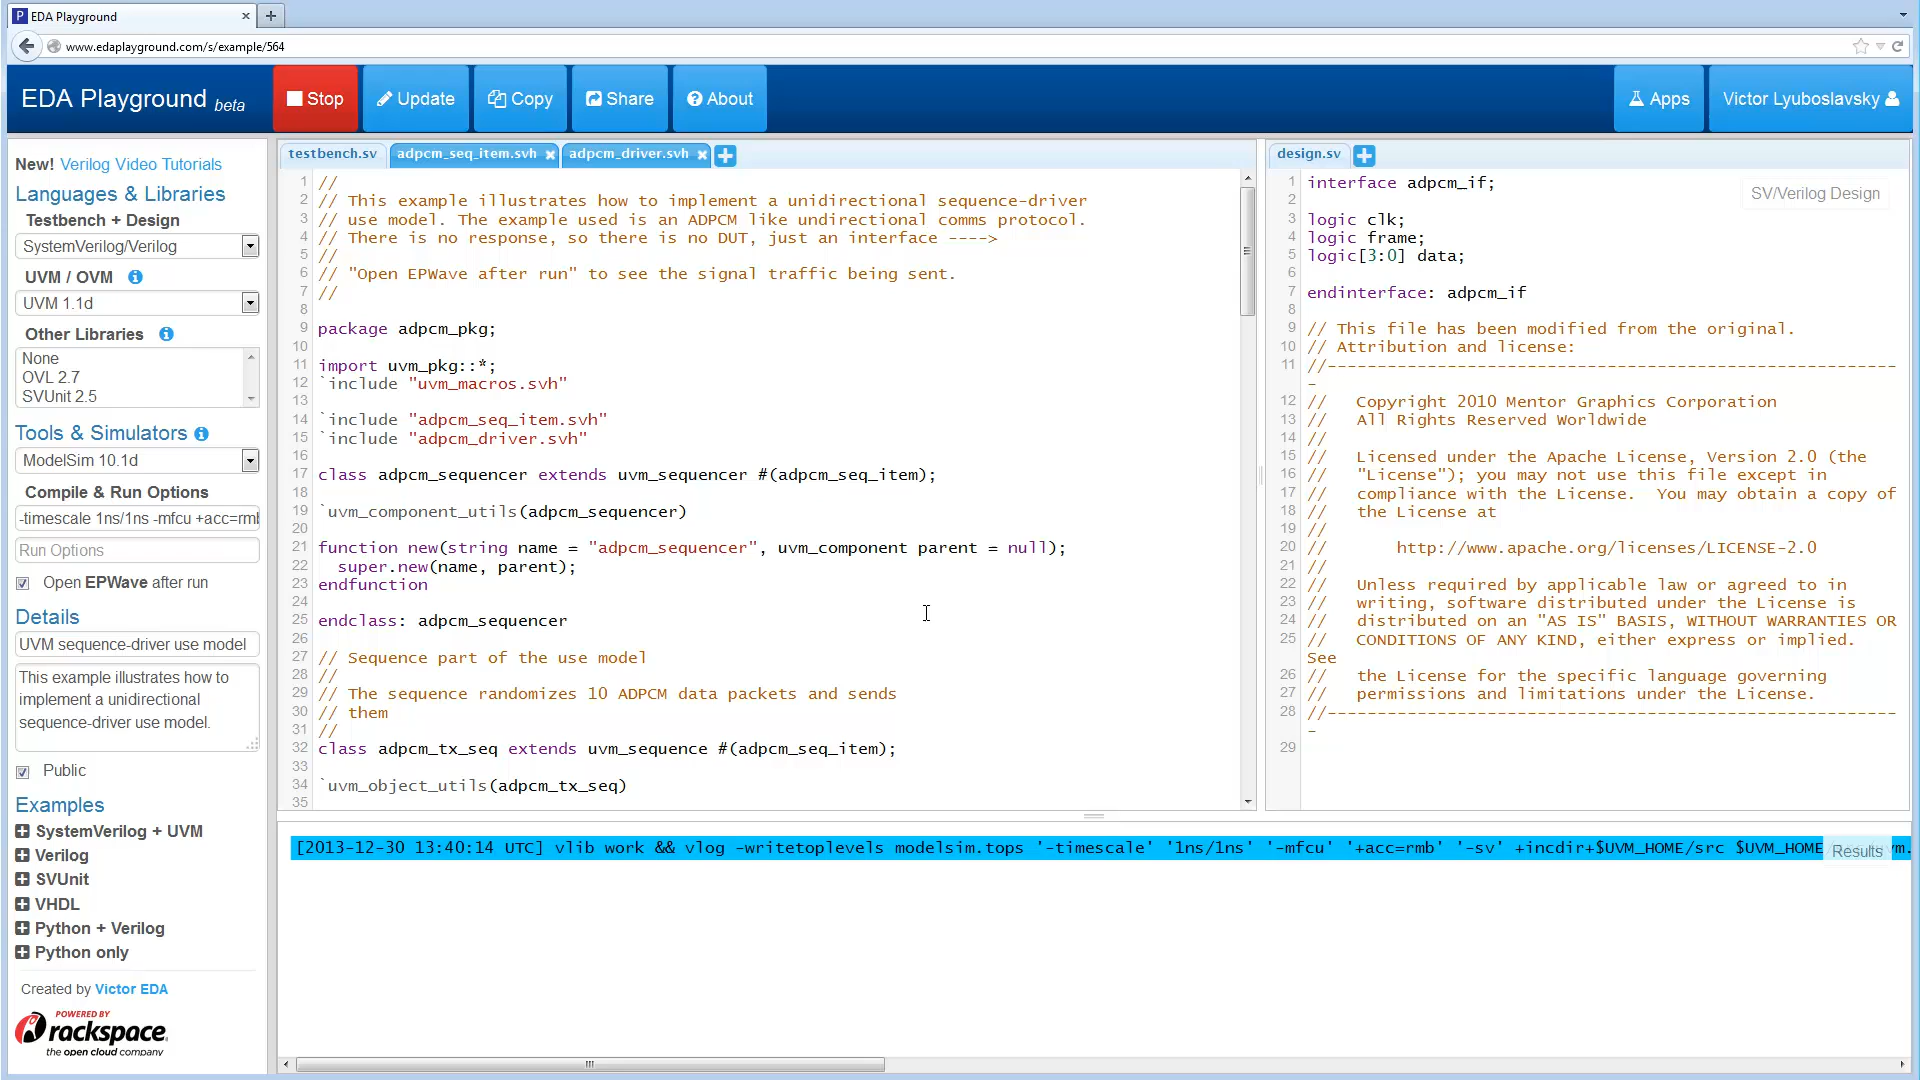 EDA Playground
www.edaplayground.com/s/example/564
EDA Playground beta
Stop
Update
Copy
Share
About
Apps
Victor Lyuboslavsky
New! Verilog Video Tutorials
Languages & Libraries
Testbench + Design
SystemVerilog/Verilog
UVM / OVM
UVM 1.1d
Other Libraries
None
OVL 2.7
SVUnit 2.5
Tools & Simulators
ModelSim 10.1d
Compile & Run Options
-timescale 1ns/1ns -mfcu +acc=rml
Run Options
Open EPWave after run
Details
UVM sequence-driver use model
This example illustrates how to
implement a unidirectional
sequence-driver use model.
Public
Examples
SystemVerilog + UVM
Verilog
SVUnit
VHDL
Python + Verilog
Python only
Created by Victor EDA
POWERED BY
rackspace.
the open cloud company
testbench.sv
adpcm_seq_item.svh
adpcm_driver.svh
1 //
2 // This example illustrates how to implement a unidirectional sequence-driver
3 // use model. The example used is an ADPCM like undirectional comms protocol.
4 // There is no response, so there is no DUT, just an interface ---->
5 //
6 // "Open EPWave after run" to see the signal traffic being sent.
7 //
8
9 package adpcm_pkg;
10
11 import uvm_pkg::*;
12 `include "uvm_macros.svh"
13
14 `include "adpcm_seq_item.svh"
15 `include "adpcm_driver.svh"
16
17 class adpcm_sequencer extends uvm_sequencer #(adpcm_seq_item);
18
19 `uvm_component_utils(adpcm_sequencer)
20
21 function new(string name = "adpcm_sequencer", uvm_component parent = null);
22 super.new(name, parent);
23 endfunction
24
25 endclass: adpcm_sequencer
26
27 // Sequence part of the use model
28 //
29 // The sequence randomizes 10 ADPCM data packets and sends
30 // them
31 //
32 class adpcm_tx_seq extends uvm_sequence #(adpcm_seq_item);
33
34 `uvm_object_utils(adpcm_tx_seq)
35
design.sv
SV/Verilog Design
1 interface adpcm_if;
2
3 logic clk;
4 logic frame;
5 logic[3:0] data;
6
7 endinterface: adpcm_if
8
9 // This file has been modified from the original.
10 // Attribution and license:
11 //---------------------------------------------------------
-
12 // Copyright 2010 Mentor Graphics Corporation
13 // All Rights Reserved Worldwide
14 //
15 // Licensed under the Apache License, Version 2.0 (the
16 // "License"); you may not use this file except in
17 // compliance with the License. You may obtain a copy of
18 // the License at
19 //
20 // http://www.apache.org/licenses/LICENSE-2.0
21 //
22 // Unless required by applicable law or agreed to in
23 // writing, software distributed under the License is
24 // distributed on an "AS IS" BASIS, WITHOUT WARRANTIES OR
25 // CONDITIONS OF ANY KIND, either express or implied.
See
26 // the License for the specific language governing
27 // permissions and limitations under the License.
28 //---------------------------------------------------------
-
29
[2013-12-30 13:40:14 UTC] vlib work && vlog -writetoplevels modelsim.tops '-timescale' '1ns/1ns' '-mfcu' '+acc=rmb' '-sv' +incdir+$UVM_HOME/src $UVM_HOME
Results